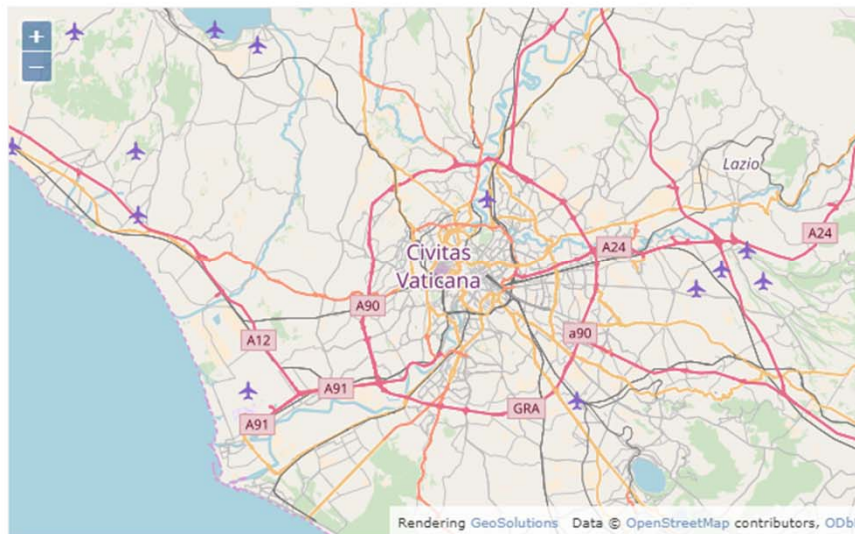 +
−
Lazio
A24
A24
Civitas
Vaticana
A90
a90
A12
A91
GRA
A91
Rendering GeoSolutions Data © OpenStreetMap contributors, ODb